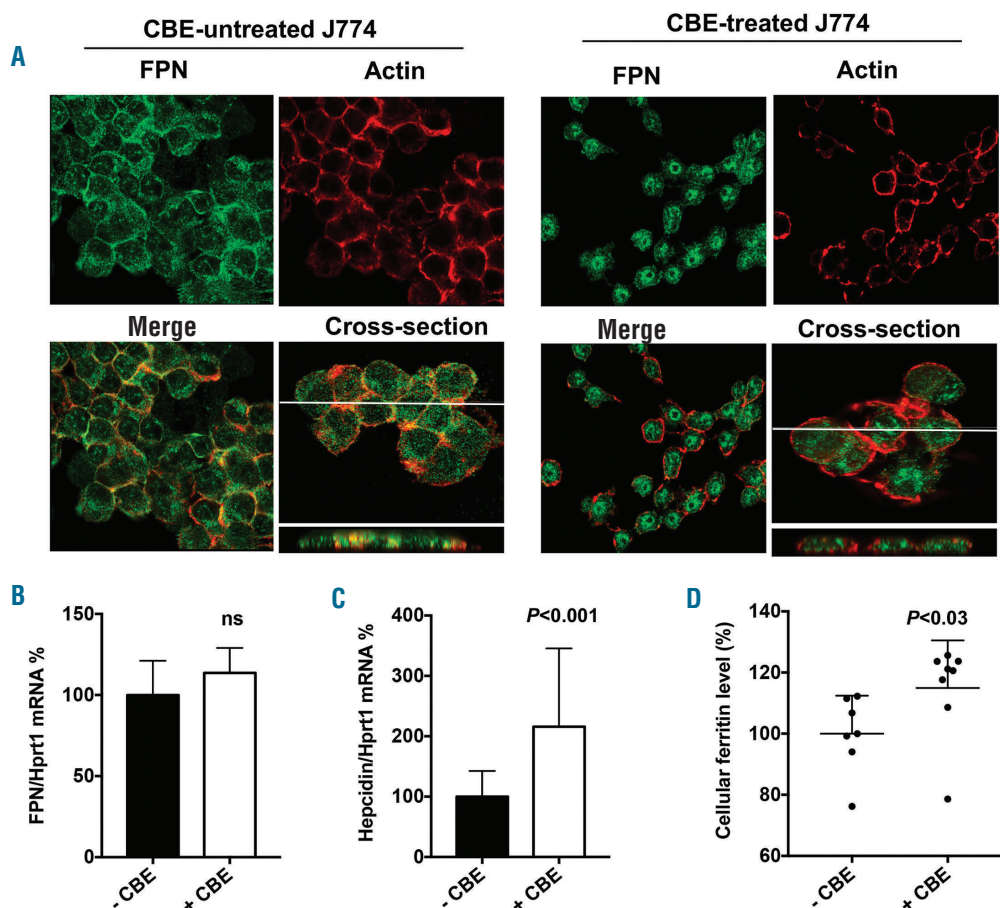 A
CBE-untreated J774
CBE-treated J774
FPN
Actin
FPN
Actin
Merge
Cross-section
Merge
Cross-section
B
FPN/Hprt1 mRNA %
150
100
50
0
ns
- CBE
+ CBE
C
Hepcidin/Hprt1 mRNA %
400
300
200
100
0
P<0.001
- CBE
+ CBE
D
Cellular ferritin level (%)
140
120
100
80
60
P<0.03
- CBE
+ CBE